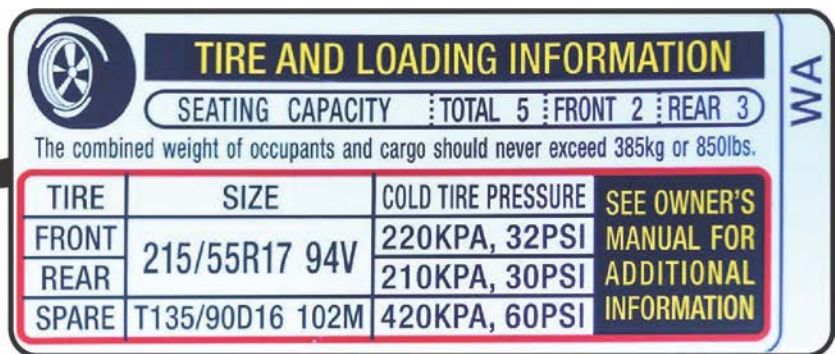 TIRE AND LOADING INFORMATION
SEATING CAPACITY TOTAL 5 FRONT 2 REAR 3
The combined weight of occupants and cargo should never exceed 385kg or 850lbs.
TIRE SIZE COLD TIRE PRESSURE
FRONT 215/55R17 94V 220KPA, 32PSI
REAR 210KPA, 30PSI
SPARE T135/90D16 102M 420KPA, 60PSI
SEE OWNER'S
MANUAL FOR
ADDITIONAL
INFORMATION
WA